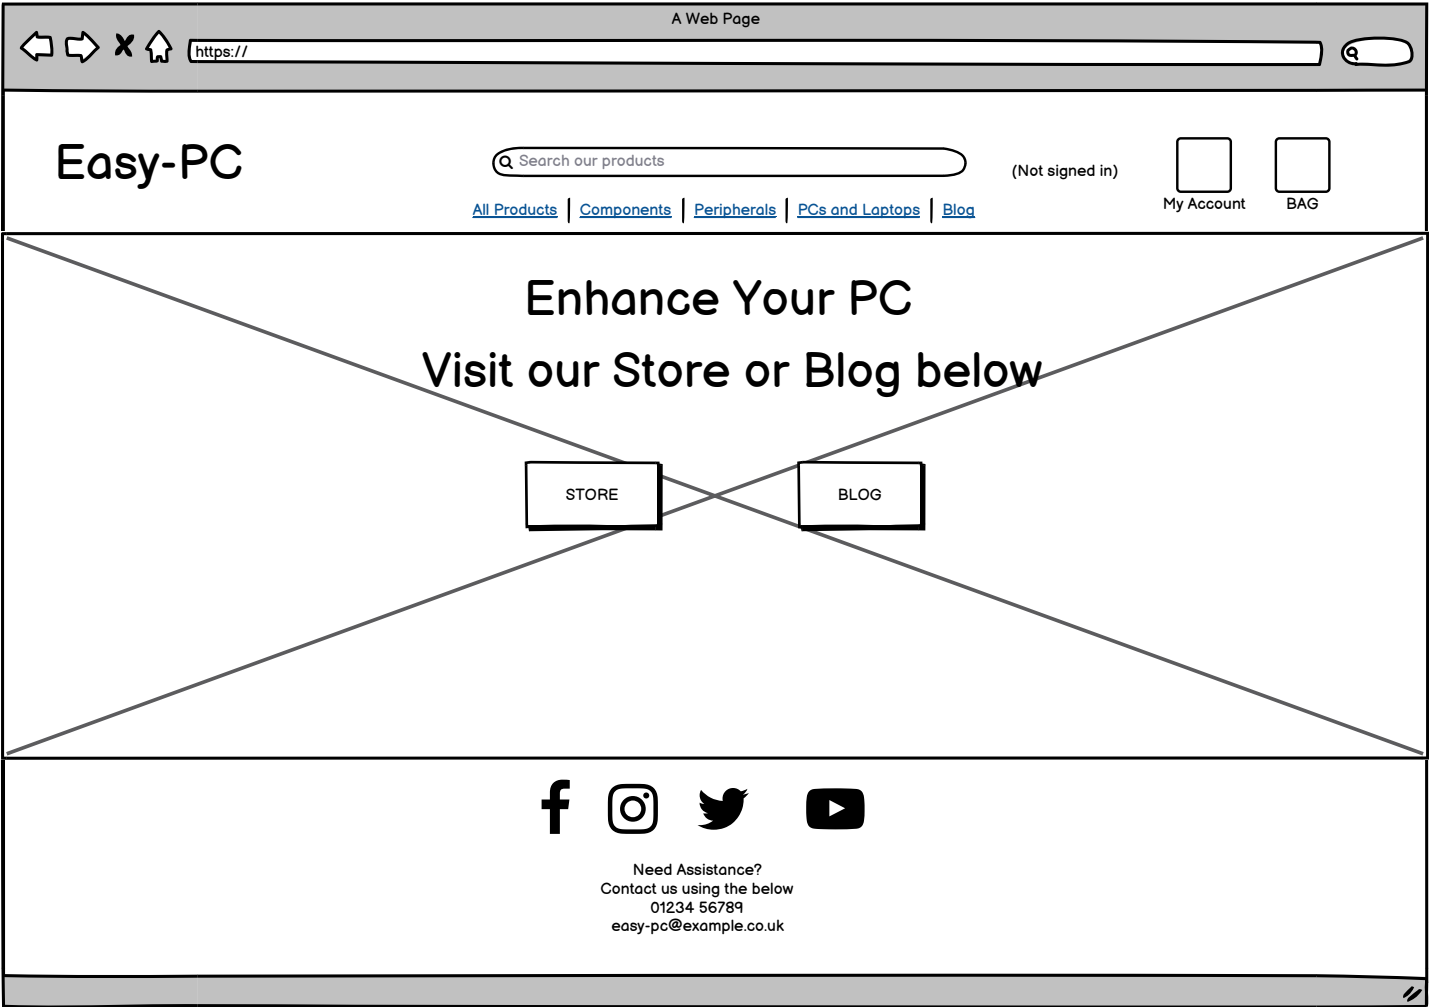 A Web Page
https://
Easy-PC
Search our products
(Not signed in)
My Account
BAG
All Products | Components | Peripherals | PCs and Laptops | Blog
Enhance Your PC
Visit our Store or Blog below
STORE
BLOG
Need Assistance?
Contact us using the below
01234 56789
easy-pc@example.co.uk